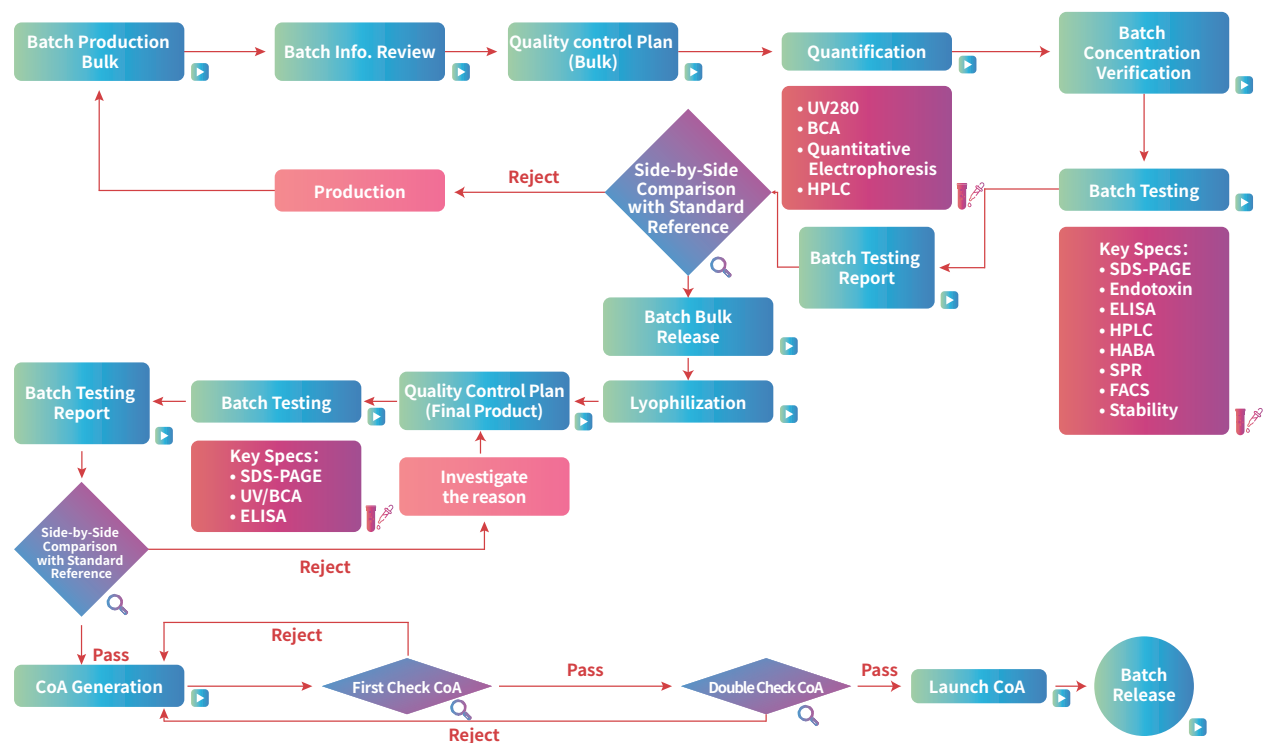 Batch Production
Bulk
Batch Info. Review
Quality control Plan
(Bulk)
Quantification
Batch
Concentration
Verification
• UV280
• BCA
• Quantitative
Electrophoresis
• HPLC
Side-by-Side
Comparison
with Standard
Reference
Reject
Production
Batch Testing
Key Specs：
• SDS-PAGE
• Endotoxin
• ELISA
• HPLC
• HABA
• SPR
• FACS
• Stability
Batch Testing
Report
Batch Bulk
Release
Lyophilization
Quality Control Plan
(Final Product)
Batch Testing
Batch Testing
Report
Key Specs：
• SDS-PAGE
• UV/BCA
• ELISA
Investigate
the reason
Side-by-Side
Comparison
with Standard
Reference
Reject
Pass
Reject
CoA Generation
First Check CoA
Pass
Double Check CoA
Pass
Launch CoA
Batch
Release
Reject